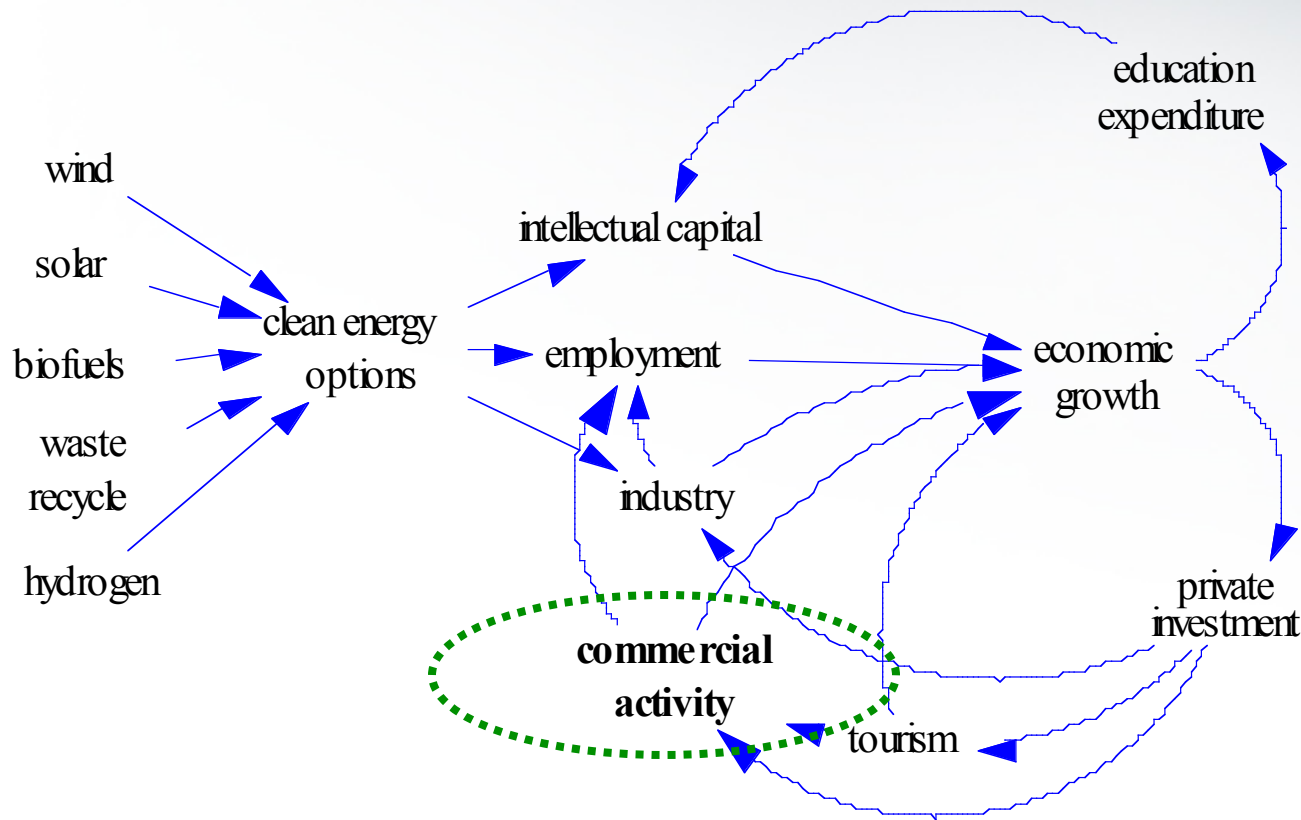 education
expenditure
wind
intellectual capital
solar
clean energy
options
employment
economic
growth
biofuels
waste
recycle
industry
hydrogen
private
investment
commercial
activity
tourism